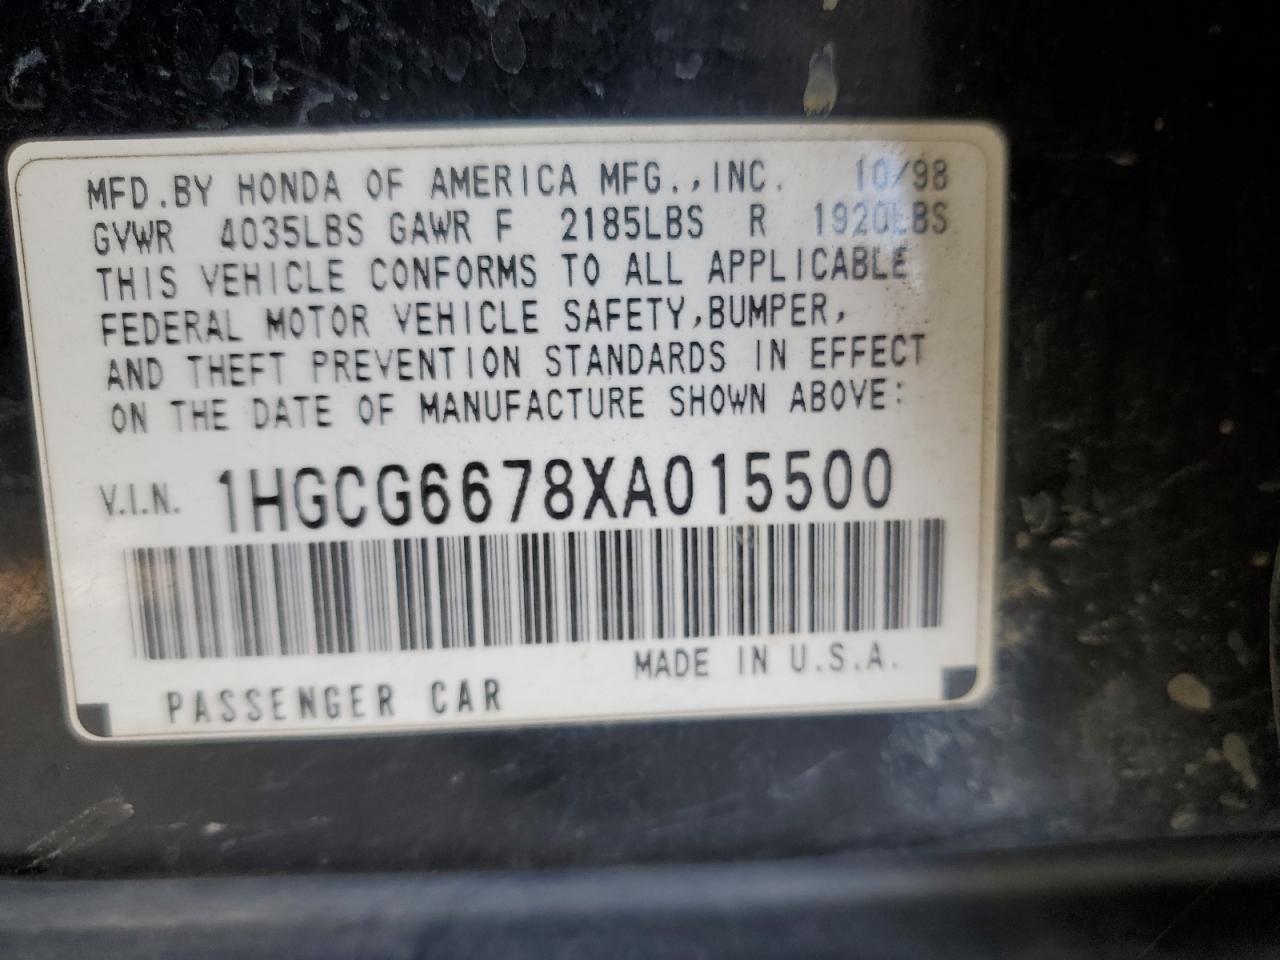 MFD.BY HONDA OF AMERICA MFG.,INC. 10/98
GVWR 4035LBS GAWR F 2185LBS R 1920LBS
THIS VEHICLE CONFORMS TO ALL APPLICABLE
FEDERAL MOTOR VEHICLE SAFETY,BUMPER,
AND THEFT PREVENTION STANDARDS IN EFFECT
ON THE DATE OF MANUFACTURE SHOWN ABOVE:
V.I.N. 1HGCG6678XA015500
MADE IN U.S.A.
PASSENGER CAR